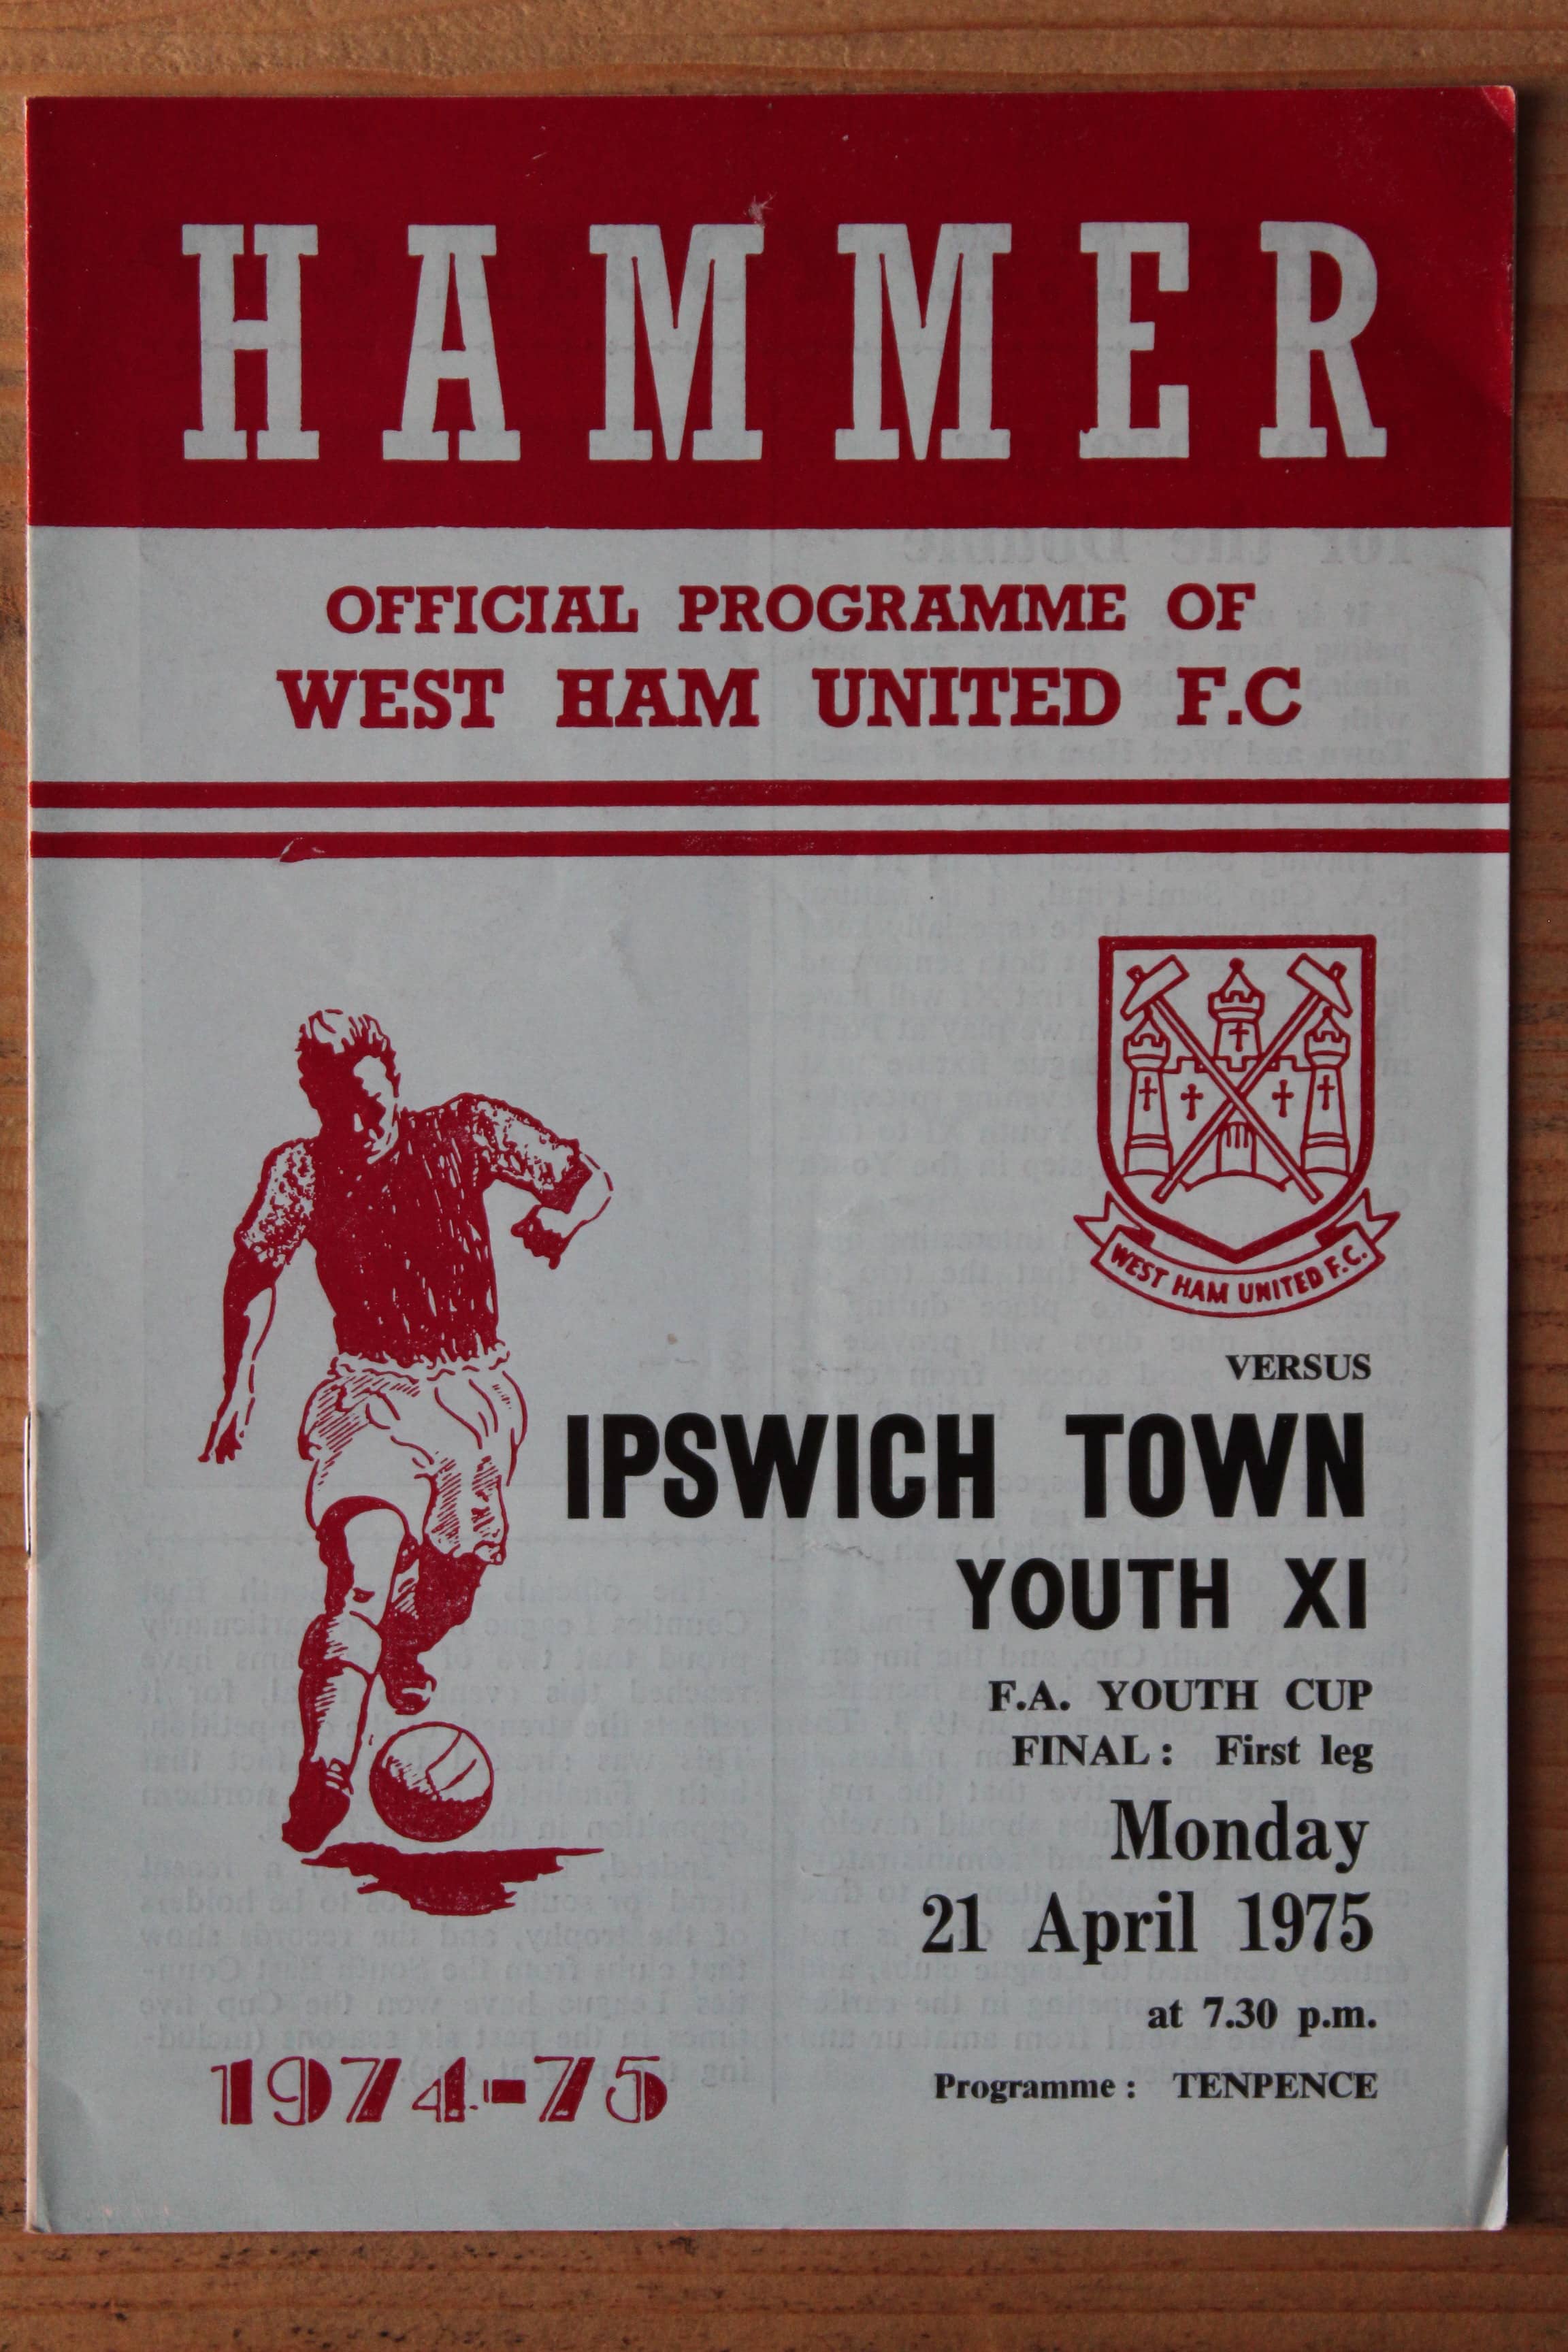 HAMMER
OFFICIAL PROGRAMME OF
WEST HAM UNITED F.C
WEST HAM UNITED F.C.
VERSUS
IPSWICH TOWN
YOUTH XI
F.A. YOUTH CUP
FINAL : First leg
Monday
21 April 1975
at 7.30 p.m.
Programme : TENPENCE
1974-75